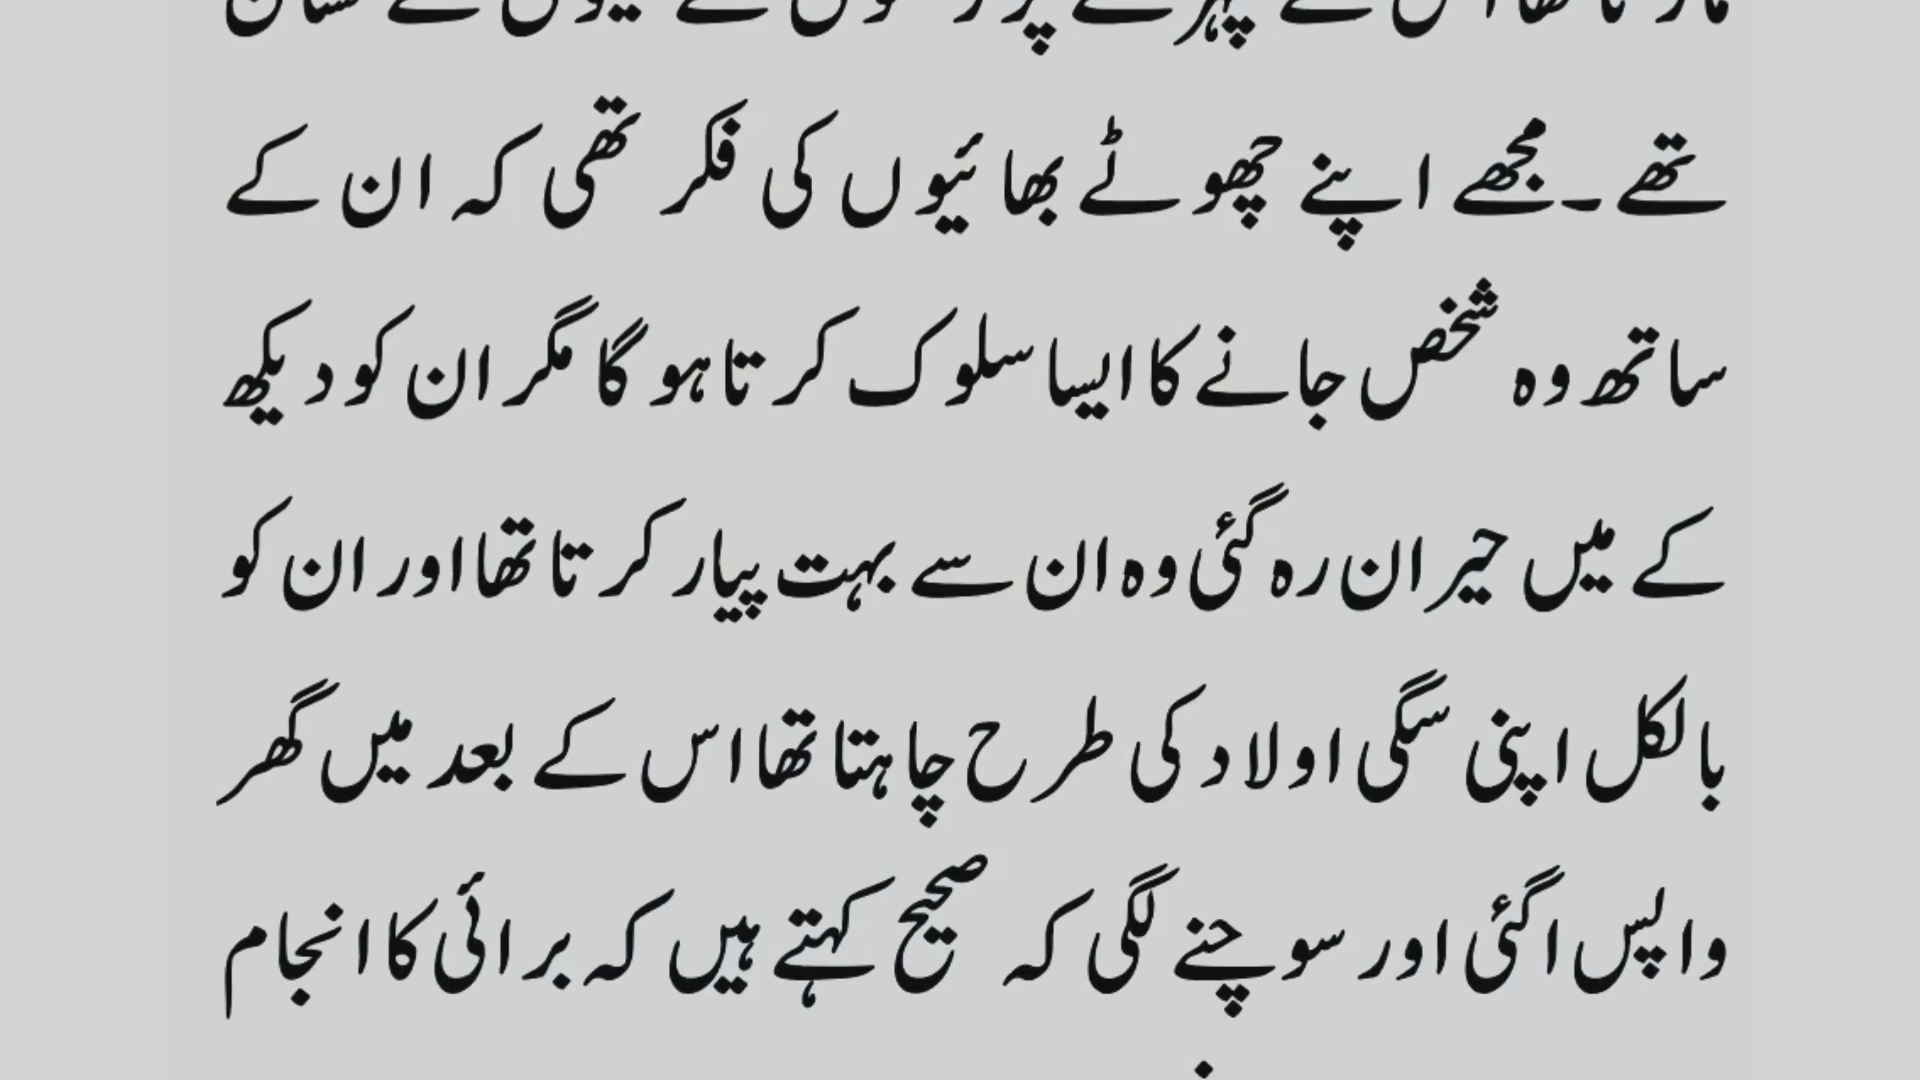 تھے۔ مجھے اپنے چھوٹے بھائیوں کی فکر تھی کہ ان کے
ساتھ وہ شخص جانے کا ایسا سلوک کرتا ہو گا مگر ان کو دیکھ
کے میں حیران رہ گئی وہ ان سے بہت پیار کرتا تھا اور ان کو
بالکل اپنی سگی اولاد کی طرح چاہتا تھا اس کے بعد میں گھر
واپس اگئی اور سوچنے لگی کہ صحیح کہتے ہیں کہ برائی کا انجام